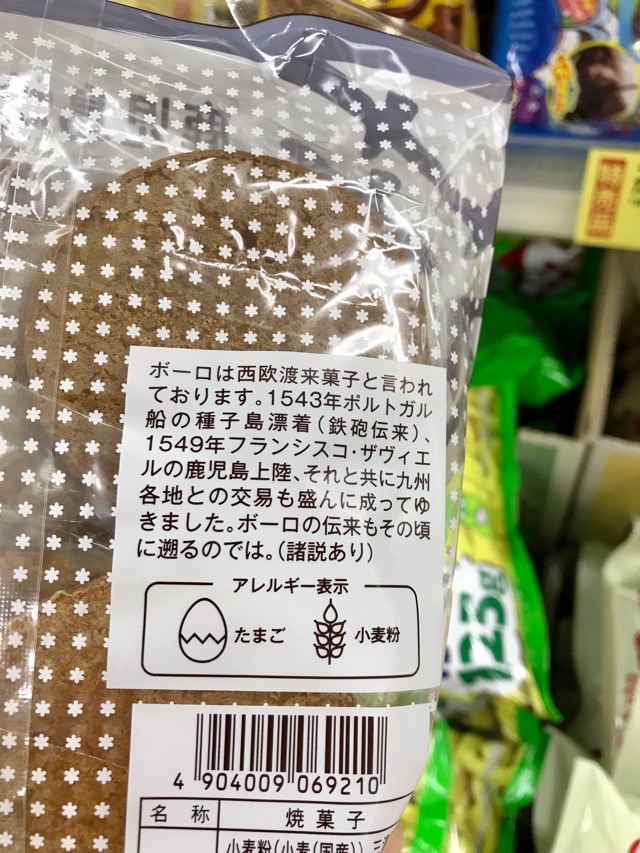 ボーロは西欧渡来菓子と言われ
ております。1543年ポルトガル
船の種子島漂着(鉄砲伝来)、
1549年フランシスコ・ザヴィエ
ルの鹿児島上陸、それと共に九州
各地との交易も盛んに成ってゆ
きました。ボーロの伝来もその頃
に遡るのでは。(諸説あり)
アレルギー表示
たまご
小麦粉
4 904009 069210
名称 焼菓子
小麦粉(小麦(国産))
125g